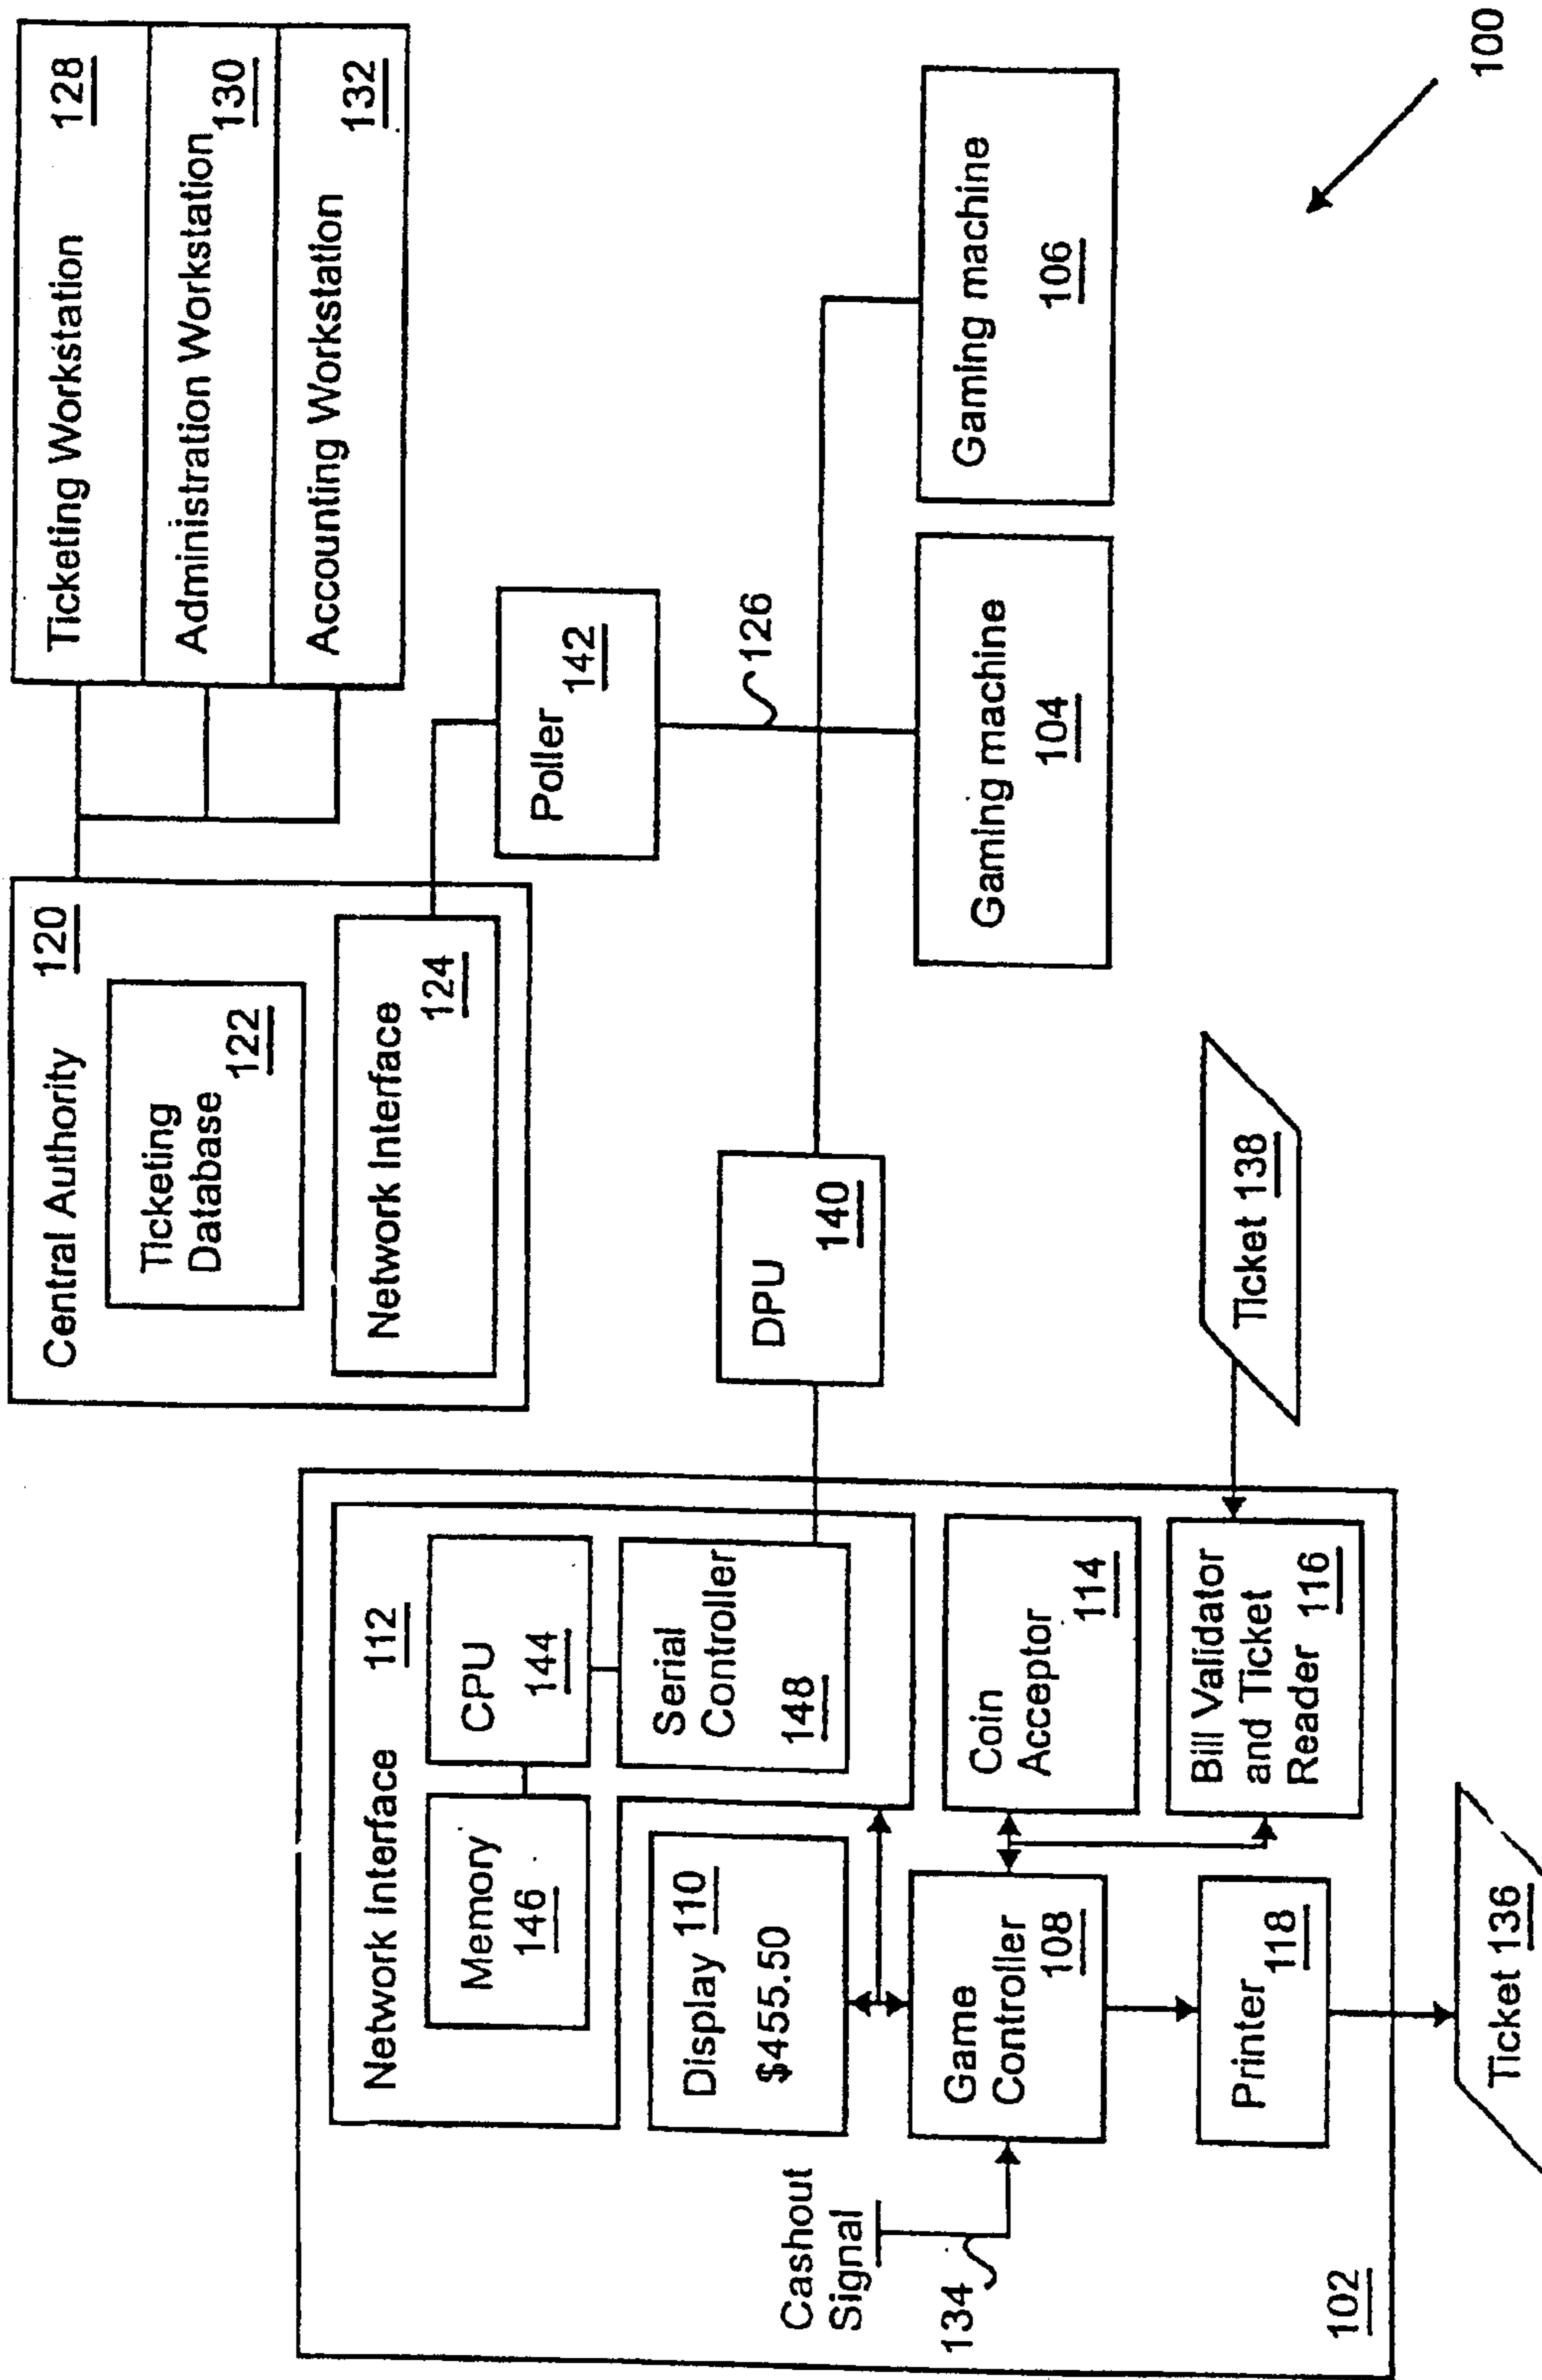 Central Authority 120
Ticketing
Database
122
Network Interface
124
Ticketing Workstation 128
Administration Workstation 130
Accounting Workstation 132
Poller
142
126
DPU
140
Gaming machine
104
Gaming machine
106
Network Interface 112
Memory
146
CPU
144
Serial
Controller
148
Display 110
$455.50
Cashout
Signal
134
Game
Controller
108
Coin
Acceptor
114
Bill Validator
and Ticket
Reader 116
Printer 118
102
Ticket 138
Ticket 136
100